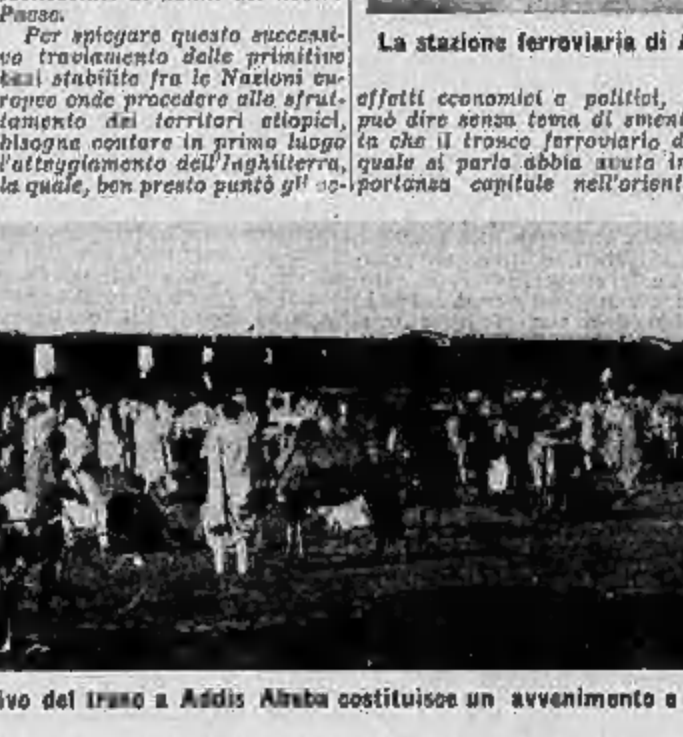 Paese.
Per spiegare questo successi-
vo traviamento delle primitive
basi stabilite fra le Nazioni eu-
ropee onde procedere allo sfrut-
tamento dei territori etiopici,
bisogna contare in primo luogo
l'atteggiamento dell'Inghilterra,
la quale, ben presto puntò gli oc-
La stazione ferroviaria di A
effetti economici e politici,
può dire senza tema di smenti
ta che il tronco ferroviario d
quale si parla abbia avuto im
portanza capitale nell'orient
ivo del treno a Addis Abeba costituisce un avvenimento e